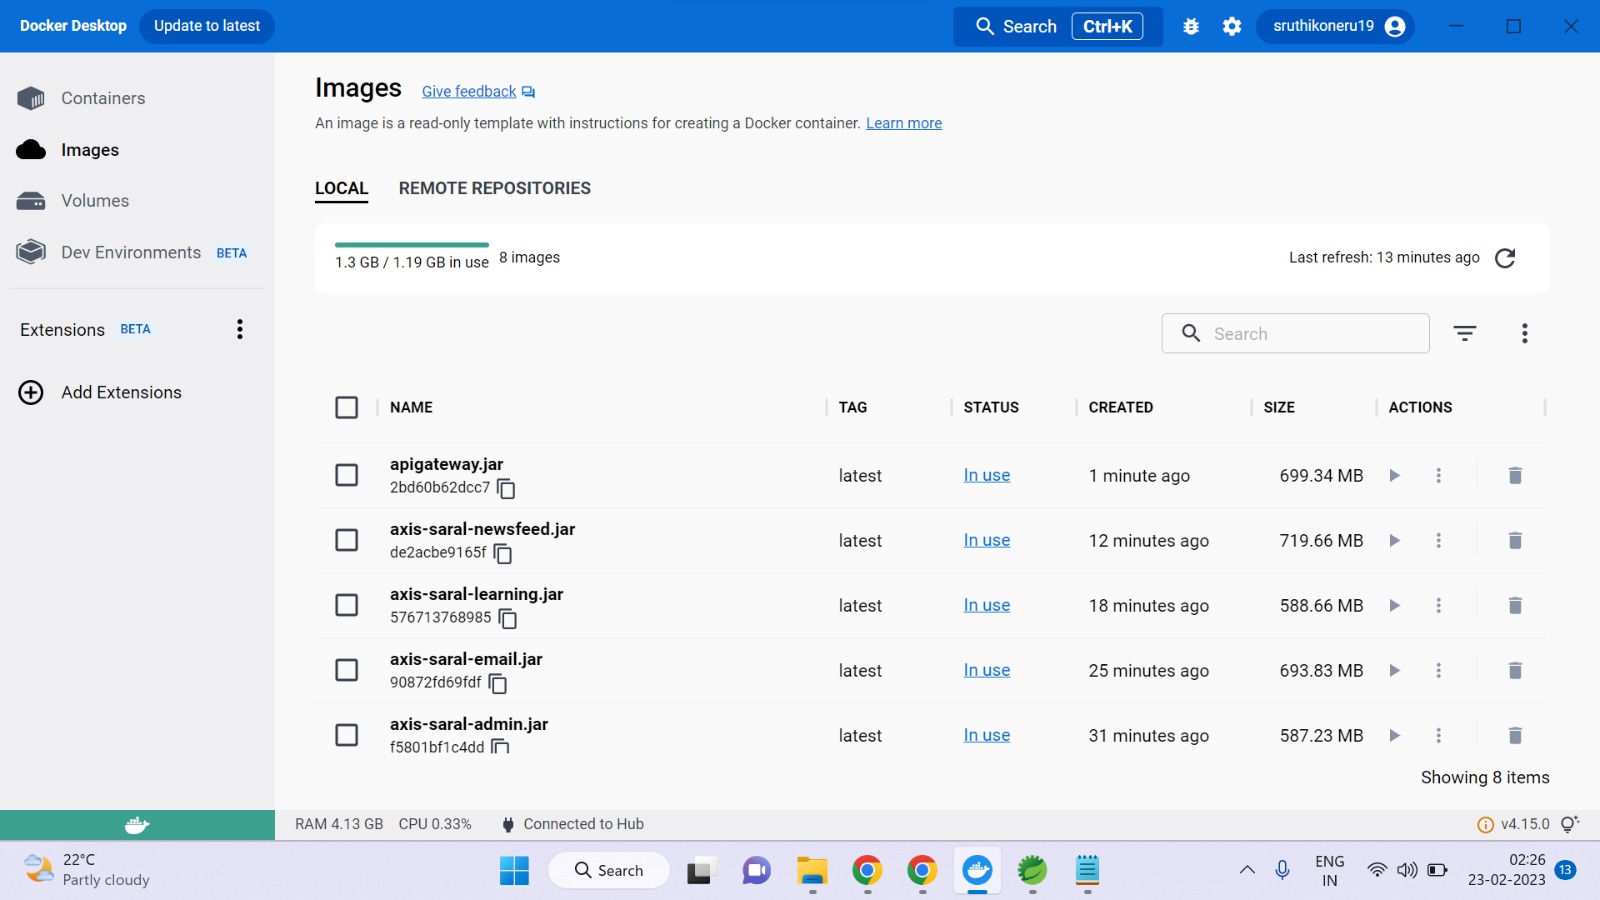 Docker Desktop Update to latest Search Ctrl+K sruthikoneru19
Containers
Images
Volumes
Dev Environments BETA
Extensions BETA
Add Extensions
Images Give feedback
An image is a read-only template with instructions for creating a Docker container. Learn more
LOCAL REMOTE REPOSITORIES
1.3 GB / 1.19 GB in use 8 images Last refresh: 13 minutes ago
Search
NAME TAG STATUS CREATED SIZE ACTIONS
apigateway.jar
2bd60b62dcc7 latest In use 1 minute ago 699.34 MB
axis-saral-newsfeed.jar
de2acbe9165f latest In use 12 minutes ago 719.66 MB
axis-saral-learning.jar
576713768985 latest In use 18 minutes ago 588.66 MB
axis-saral-email.jar
90872fd69fdf latest In use 25 minutes ago 693.83 MB
axis-saral-admin.jar
f5801bf1c4dd latest In use 31 minutes ago 587.23 MB
Showing 8 items
RAM 4.13 GB CPU 0.33% Connected to Hub v4.15.0
22°C
Partly cloudy
Search
ENG
IN
02:26
23-02-2023
13